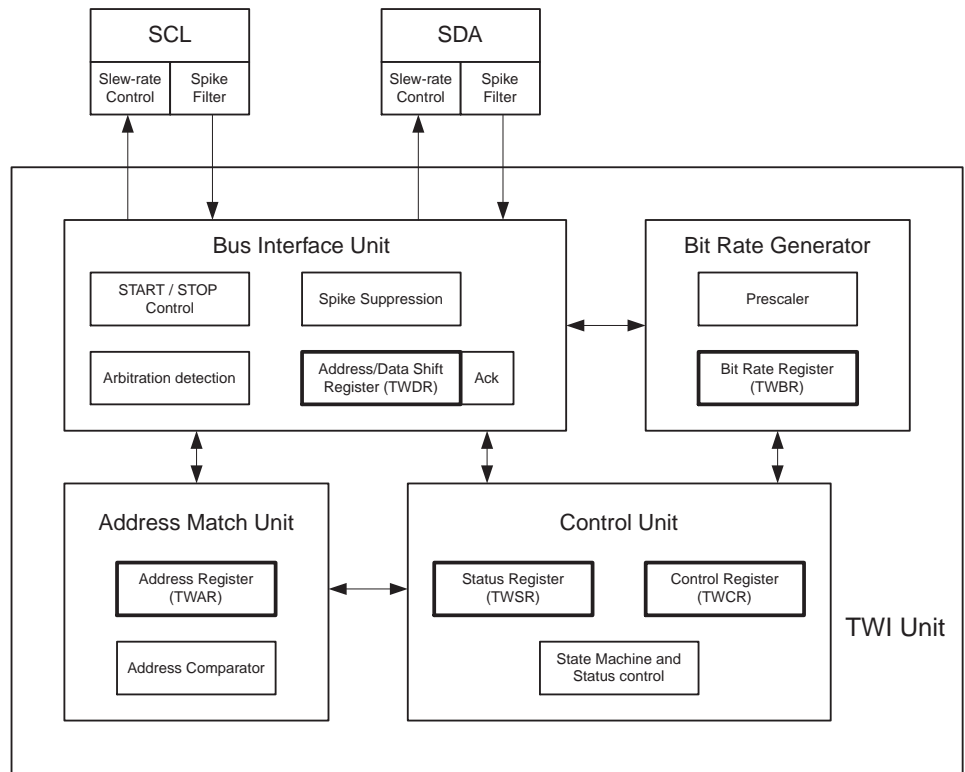 SCL
Slew-rate
Control
Spike
Filter
SDA
Slew-rate
Control
Spike
Filter
Bus Interface Unit
START / STOP
Control
Spike Suppression
Arbitration detection
Address/Data Shift
Register (TWDR)
Ack
Bit Rate Generator
Prescaler
Bit Rate Register
(TWBR)
Address Match Unit
Address Register
(TWAR)
Address Comparator
Control Unit
Status Register
(TWSR)
Control Register
(TWCR)
State Machine and
Status control
TWI Unit